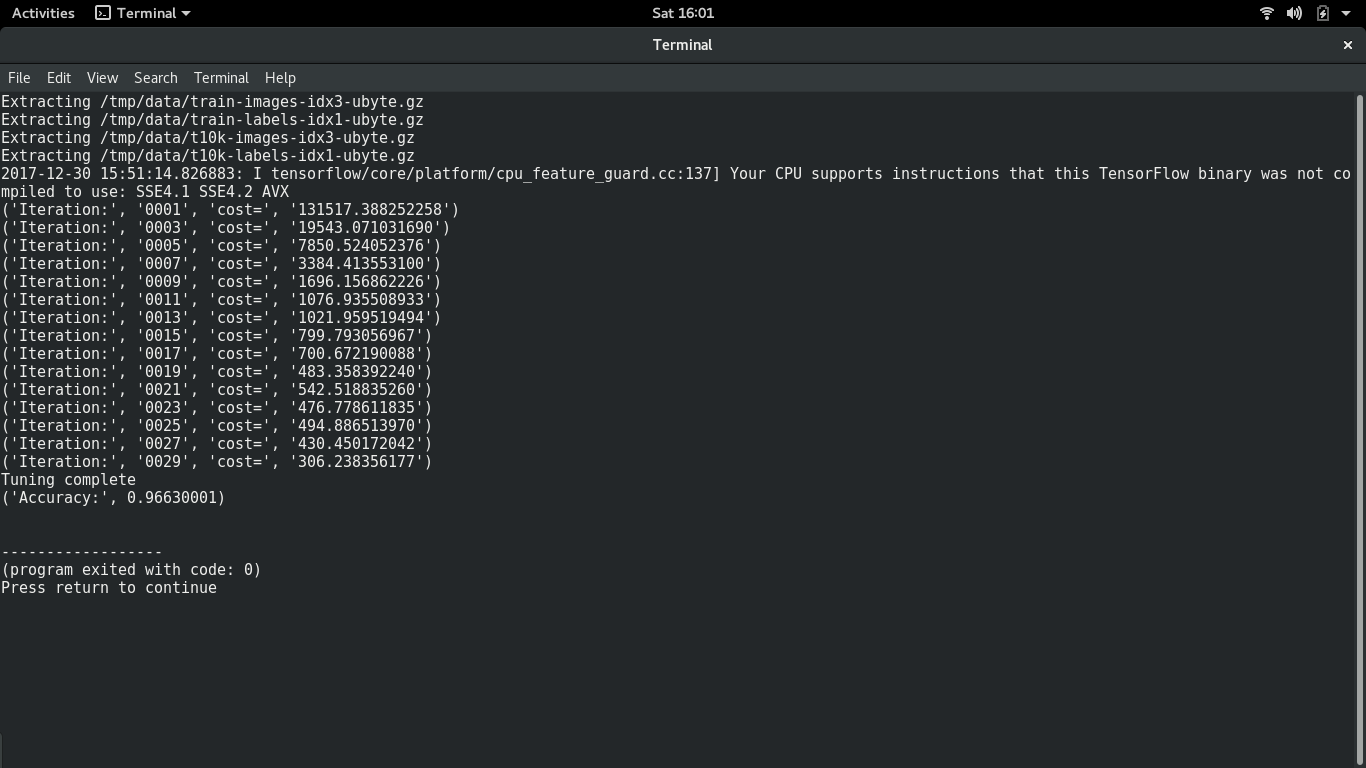 Activities Terminal Sat 16:01
Terminal ×
File Edit View Search Terminal Help
Extracting /tmp/data/train-images-idx3-ubyte.gz
Extracting /tmp/data/train-labels-idx1-ubyte.gz
Extracting /tmp/data/t10k-images-idx3-ubyte.gz
Extracting /tmp/data/t10k-labels-idx1-ubyte.gz
2017-12-30 15:51:14.826883: I tensorflow/core/platform/cpu_feature_guard.cc:137] Your CPU supports instructions that this TensorFlow binary was not co
mpiled to use: SSE4.1 SSE4.2 AVX
('Iteration:', '0001', 'cost=', '131517.388252258')
('Iteration:', '0003', 'cost=', '19543.071031690')
('Iteration:', '0005', 'cost=', '7850.524052376')
('Iteration:', '0007', 'cost=', '3384.413553100')
('Iteration:', '0009', 'cost=', '1696.156862226')
('Iteration:', '0011', 'cost=', '1076.935508933')
('Iteration:', '0013', 'cost=', '1021.959519494')
('Iteration:', '0015', 'cost=', '799.793056967')
('Iteration:', '0017', 'cost=', '700.672190088')
('Iteration:', '0019', 'cost=', '483.358392240')
('Iteration:', '0021', 'cost=', '542.518835260')
('Iteration:', '0023', 'cost=', '476.778611835')
('Iteration:', '0025', 'cost=', '494.886513970')
('Iteration:', '0027', 'cost=', '430.450172042')
('Iteration:', '0029', 'cost=', '306.238356177')
Tuning complete
('Accuracy:', 0.96630001)
------------------
(program exited with code: 0)
Press return to continue